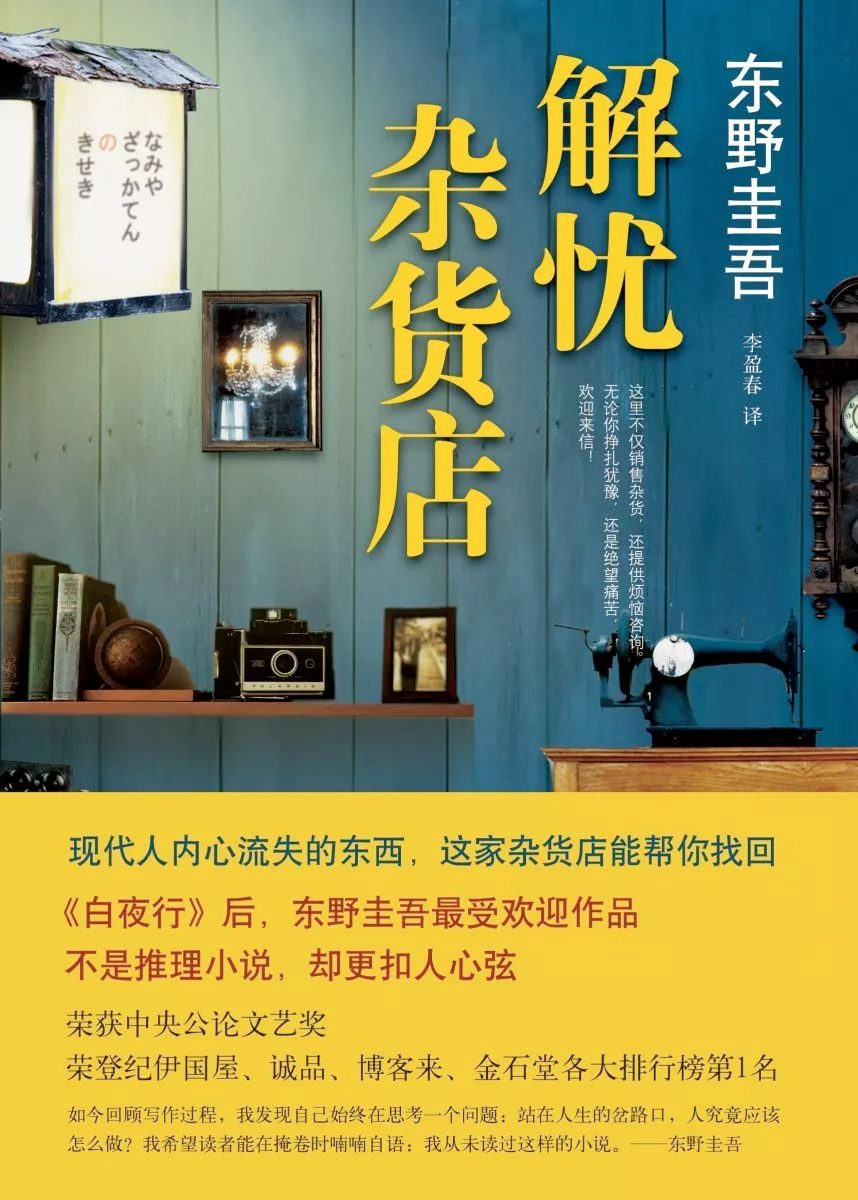 东野圭吾
解忧
杂货店
李盈春 译
这里不仅销售杂货，还提供烦恼咨询。
无论你挣扎犹豫，还是绝望痛苦，
欢迎来信！
なみや
ざっかてん
の
きせき
POLAROID
现代人内心流失的东西，这家杂货店能帮你找回
《白夜行》后，东野圭吾最受欢迎作品
不是推理小说，却更扣人心弦
荣获中央公论文艺奖
荣登纪伊国屋、诚品、博客来、金石堂各大排行榜第1名
如今回顾写作过程，我发现自己始终在思考一个问题：站在人生的岔路口，人究竟应该
怎么做？我希望读者能在掩卷时喃喃自语：我从未读过这样的小说。——东野圭吾